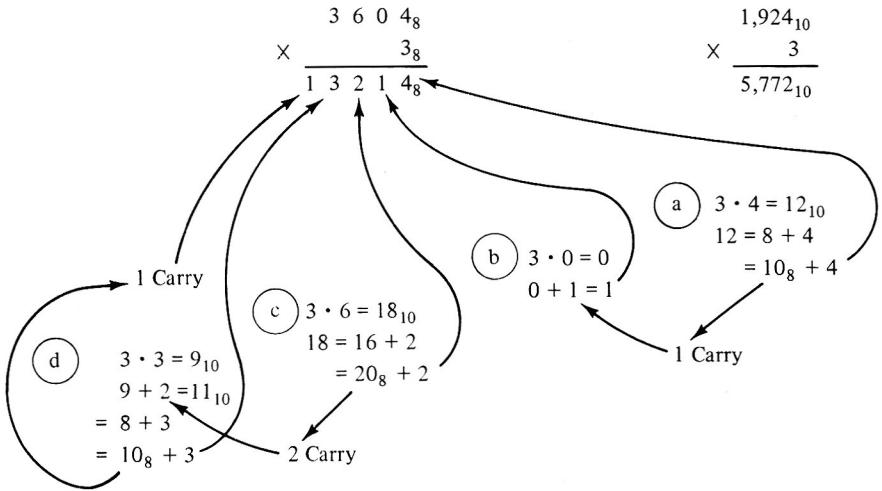 3 6 0 4₈
× 3₈
1 3 2 1 4₈
1,924₁₀
× 3
5,772₁₀
a
3 · 4 = 12₁₀
12 = 8 + 4
= 10₈ + 4
1 Carry
b
3 · 0 = 0
0 + 1 = 1
c
3 · 6 = 18₁₀
18 = 16 + 2
= 20₈ + 2
2 Carry
d
3 · 3 = 9₁₀
9 + 2 = 11₁₀
= 8 + 3
= 10₈ + 3
1 Carry